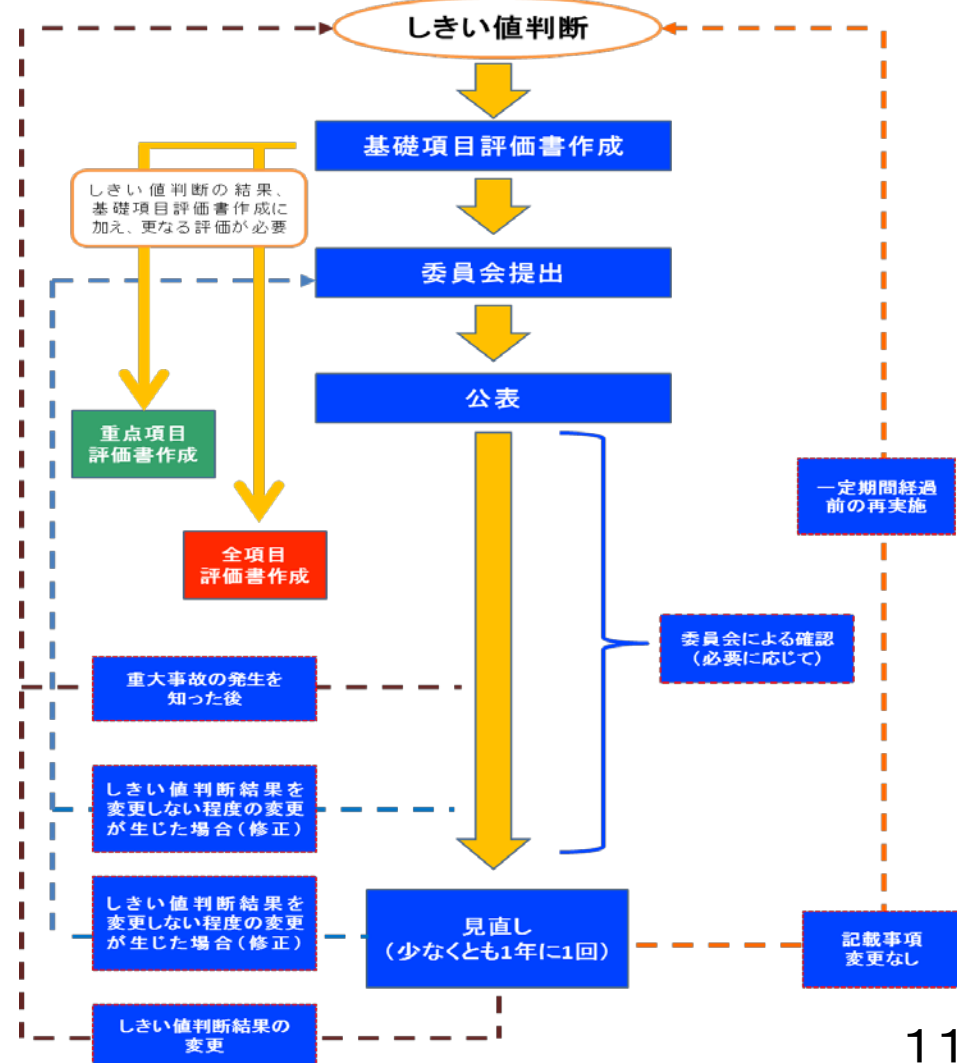 しきい値判断
基礎項目評価書作成
しきい値判断の結果、
基礎項目評価書作成に
加え、更なる評価が必要
委員会提出
公表
重点項目
評価書作成
一定期間経過
前の再実施
全項目
評価書作成
委員会による確認
(必要に応じて)
重大事故の発生を
知った後
しきい値判断結果を
変更しない程度の変更
が生じた場合(修正)
しきい値判断結果を
変更しない程度の変更
が生じた場合(修正)
見直し
(少なくとも1年に1回)
記載事項
変更なし
しきい値判断結果の
変更
11